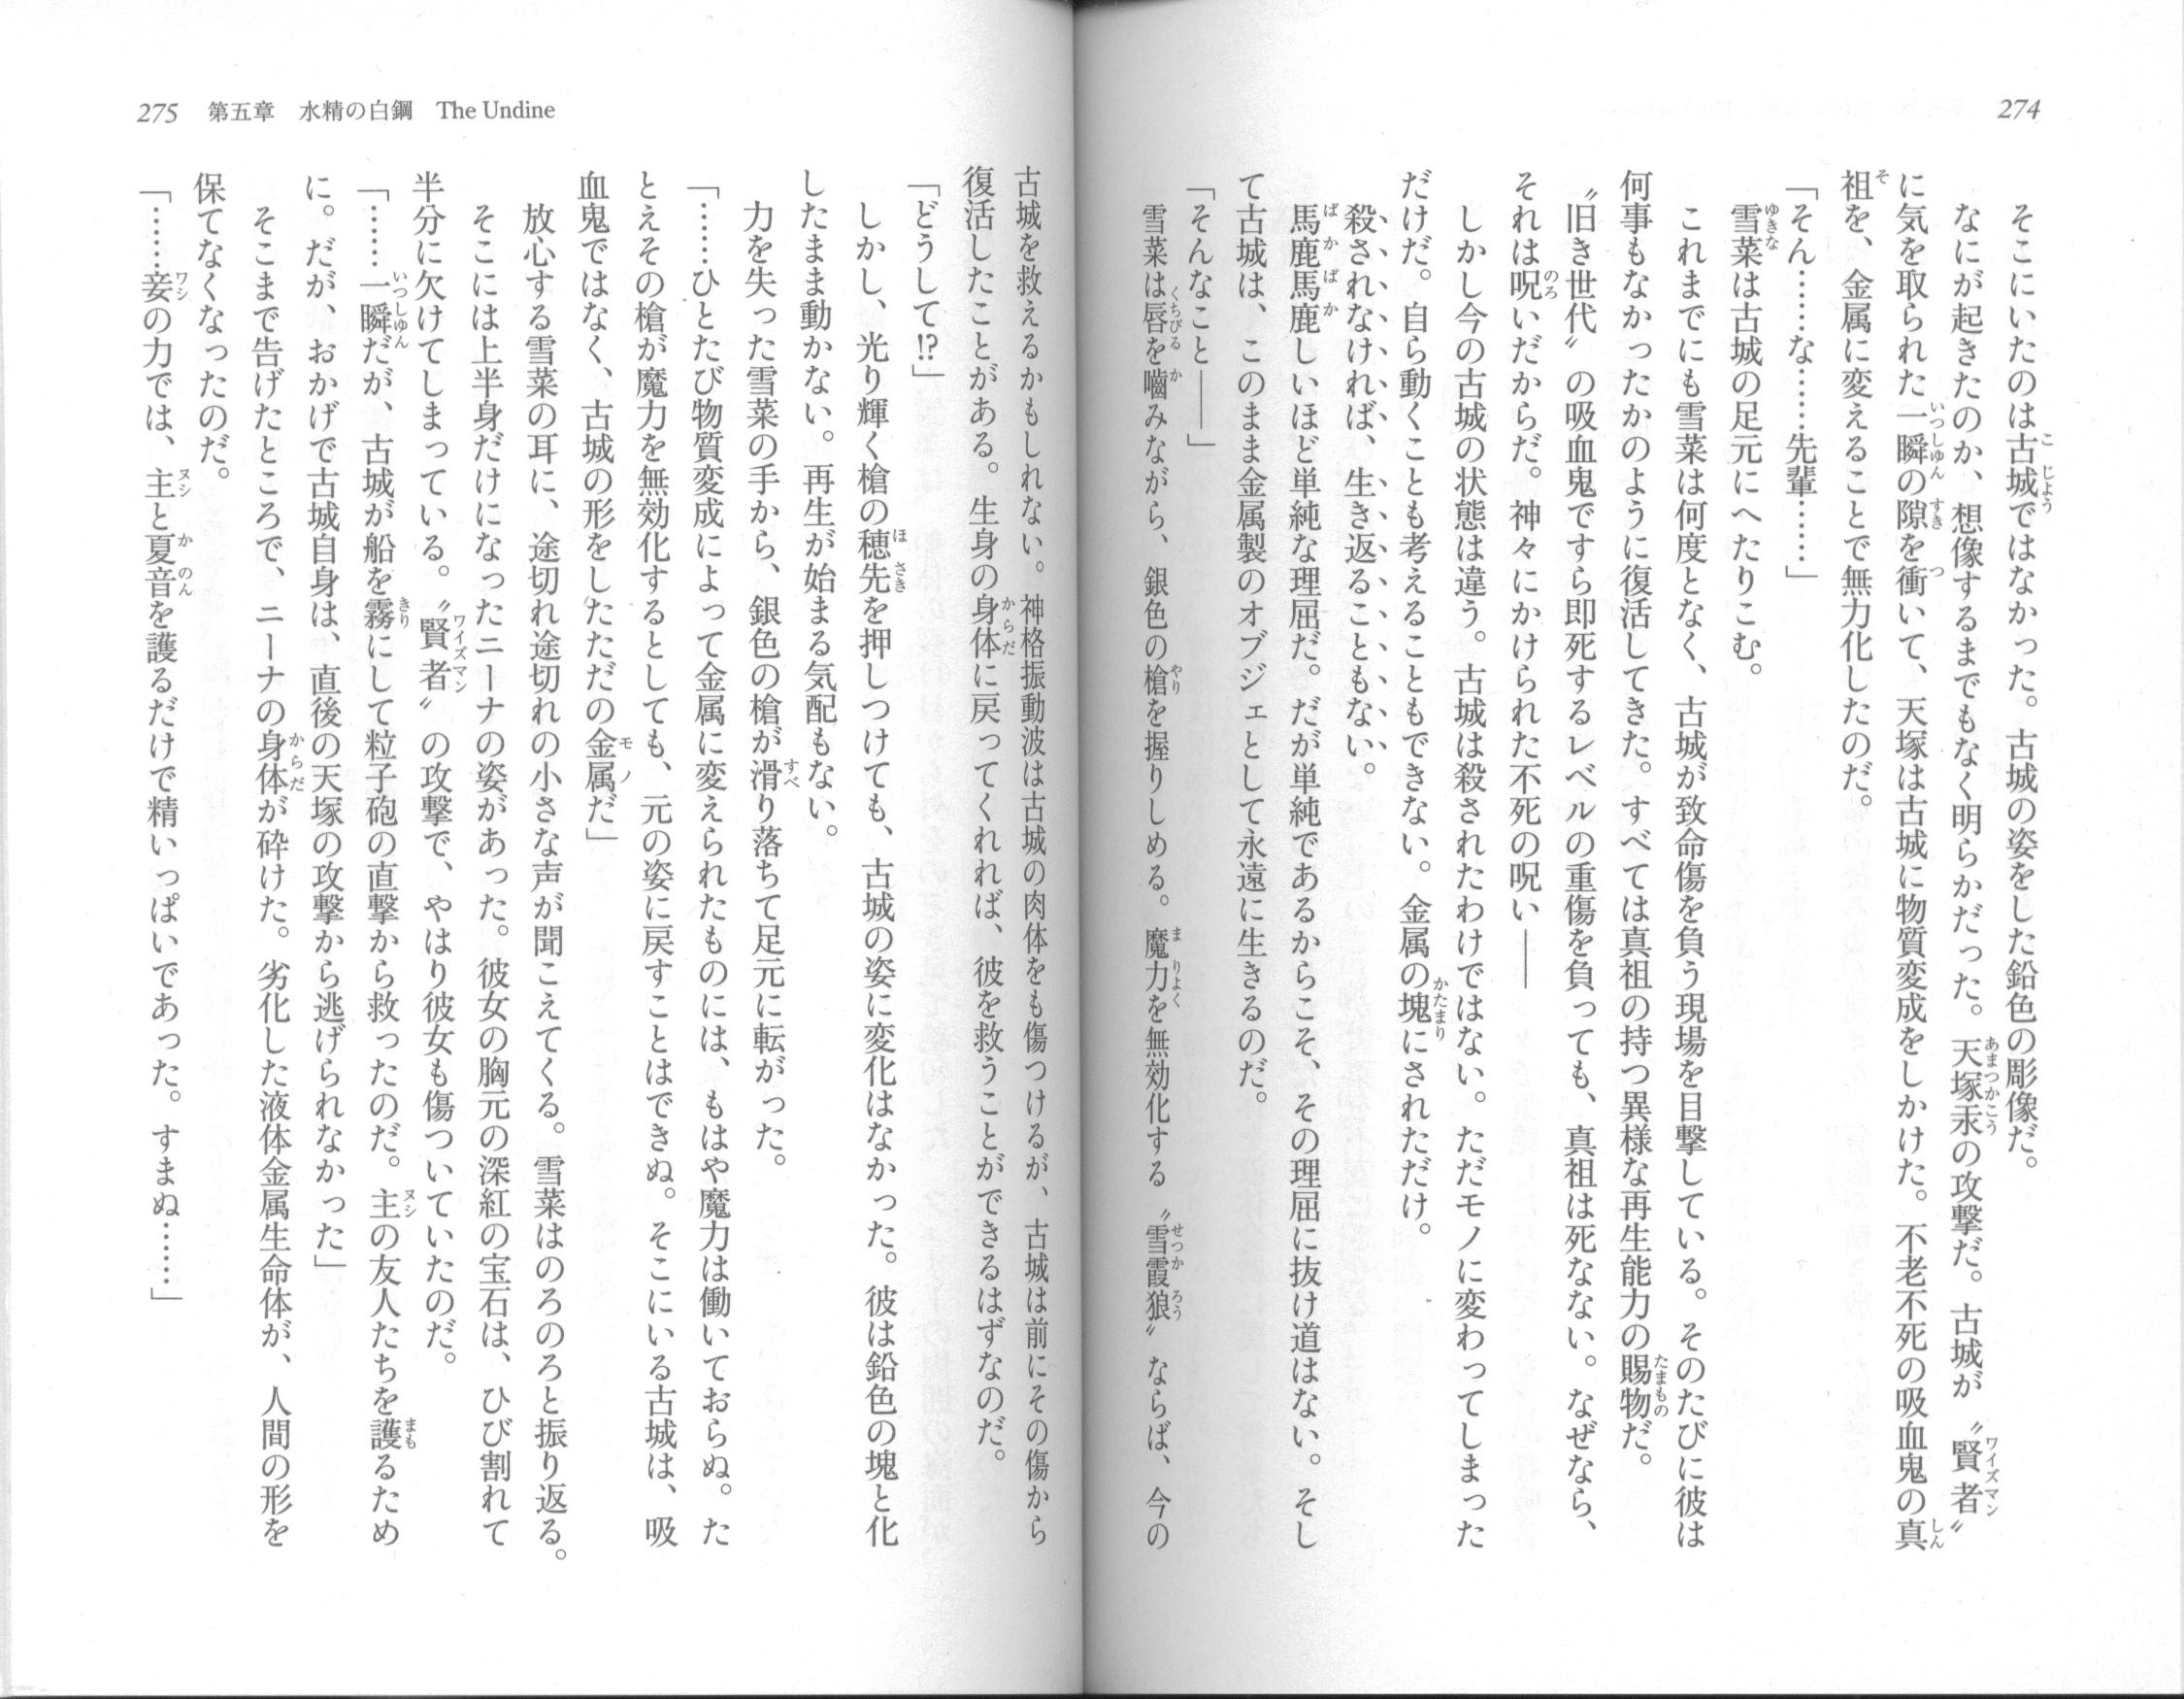 274
そこにいたのは古城ではなかった。古城の姿をした鉛色の彫像だ。
なにが起きたのか、想像するまでもなく明らかだった。天塚汞の攻撃だ。古城が〝賢者〟
に気を取られた一瞬の隙を衝いて、天塚は古城に物質変成をしかけた。不老不死の吸血鬼の真
祖を、金属に変えることで無力化したのだ。
「そん……な……先輩……」
雪菜は古城の足元にへたりこむ。
これまでにも雪菜は何度となく、古城が致命傷を負う現場を目撃している。そのたびに彼は
何事もなかったかのように復活してきた。すべては真祖の持つ異様な再生能力の賜物だ。
〝旧き世代〟の吸血鬼ですら即死するレベルの重傷を負っても、真祖は死なない。なぜなら、
それは呪いだからだ。神々にかけられた不死の呪い――
しかし今の古城の状態は違う。古城は殺されたわけではない。ただモノに変わってしまった
だけだ。自ら動くことも考えることもできない。金属の塊にされただけ。
殺されなければ、生き返ることもない。
馬鹿馬鹿しいほど単純な理屈だ。だが単純であるからこそ、その理屈に抜け道はない。そし
て古城は、このまま金属製のオブジェとして永遠に生きるのだ。
「そんなこと――」
雪菜は唇を嚙みながら、銀色の槍を握りしめる。魔力を無効化する〝雪霞狼〟ならば、今の
275 第五章 水精の白鋼 The Undine
古城を救えるかもしれない。神格振動波は古城の肉体をも傷つけるが、古城は前にその傷から
復活したことがある。生身の身体に戻ってくれれば、彼を救うことができるはずなのだ。
「どうして!?」
しかし、光り輝く槍の穂先を押しつけても、古城の姿に変化はなかった。彼は鉛色の塊と化
したまま動かない。再生が始まる気配もない。
力を失った雪菜の手から、銀色の槍が滑り落ちて足元に転がった。
「……ひとたび物質変成によって金属に変えられたものには、もはや魔力は働いておらぬ。た
とえその槍が魔力を無効化するとしても、元の姿に戻すことはできぬ。そこにいる古城は、吸
血鬼ではなく、古城の形をしたただの金属だ」
放心する雪菜の耳に、途切れ途切れの小さな声が聞こえてくる。雪菜はのろのろと振り返る。
そこには上半身だけになったニーナの姿があった。彼女の胸元の深紅の宝石は、ひび割れて
半分に欠けてしまっている。〝賢者〟の攻撃で、やはり彼女も傷ついていたのだ。
「……一瞬だが、古城が船を霧にして粒子砲の直撃から救ったのだ。主の友人たちを護るため
に。だが、おかげで古城自身は、直後の天塚の攻撃から逃げられなかった」
そこまで告げたところで、ニーナの身体が砕けた。劣化した液体金属生命体が、人間の形を
保てなくなったのだ。
「……妾の力では、主と夏音を護るだけで精いっぱいであった。すまぬ……」